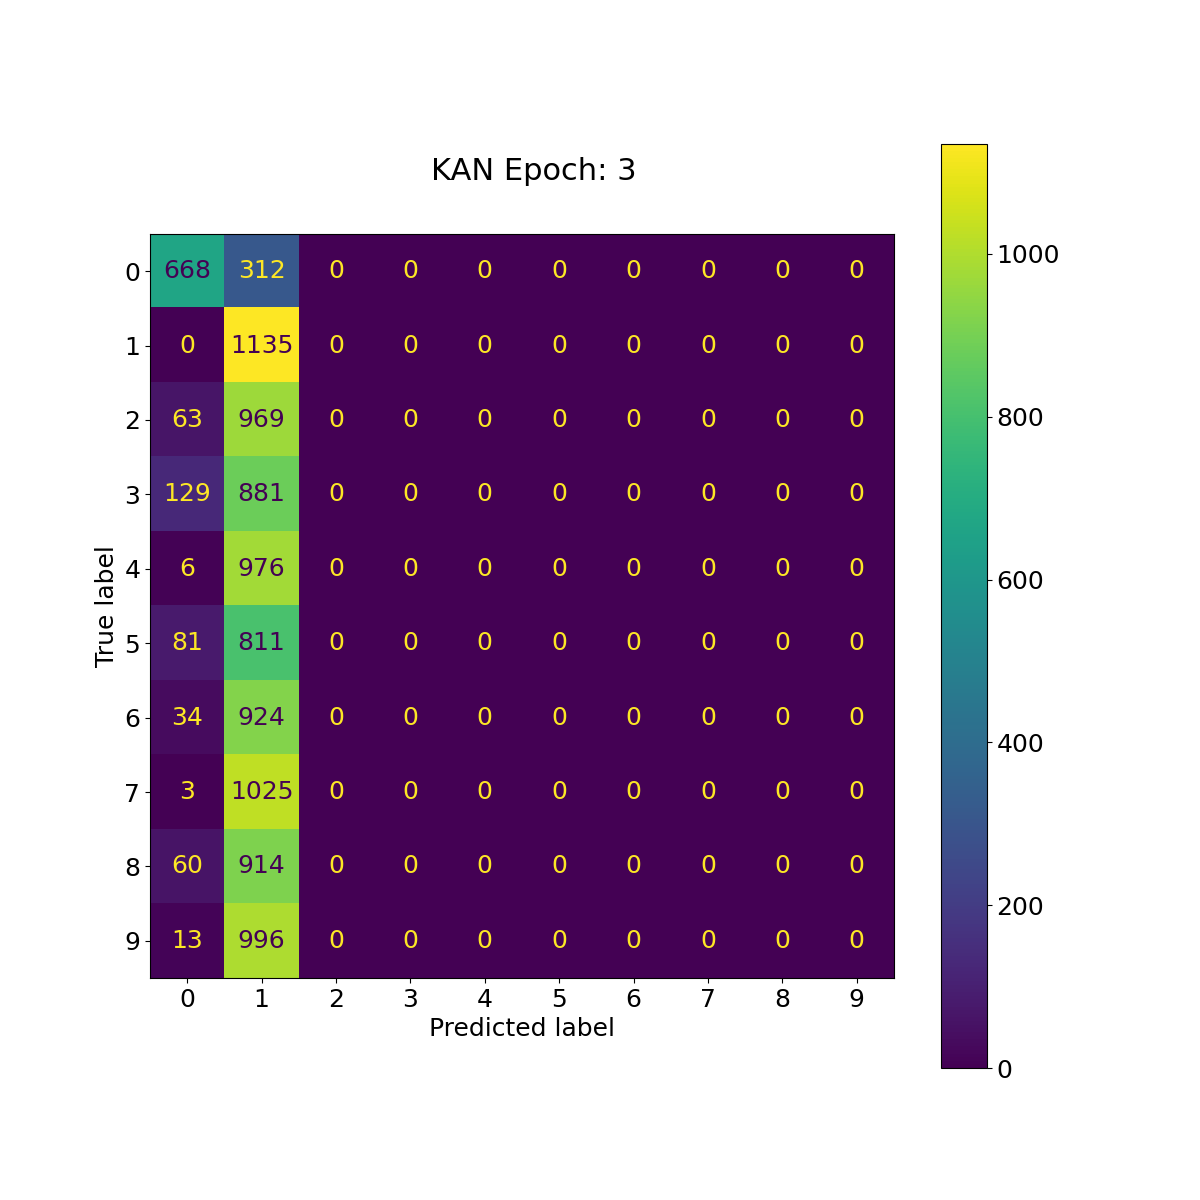 KAN Epoch: 3
0 668 312 0 0 0 0 0 0 0 0
1 0 1135 0 0 0 0 0 0 0 0
2 63 969 0 0 0 0 0 0 0 0
3 129 881 0 0 0 0 0 0 0 0
4 6 976 0 0 0 0 0 0 0 0
5 81 811 0 0 0 0 0 0 0 0
6 34 924 0 0 0 0 0 0 0 0
7 3 1025 0 0 0 0 0 0 0 0
8 60 914 0 0 0 0 0 0 0 0
9 13 996 0 0 0 0 0 0 0 0
0 1 2 3 4 5 6 7 8 9
Predicted label
True label
1000
800
600
400
200
0